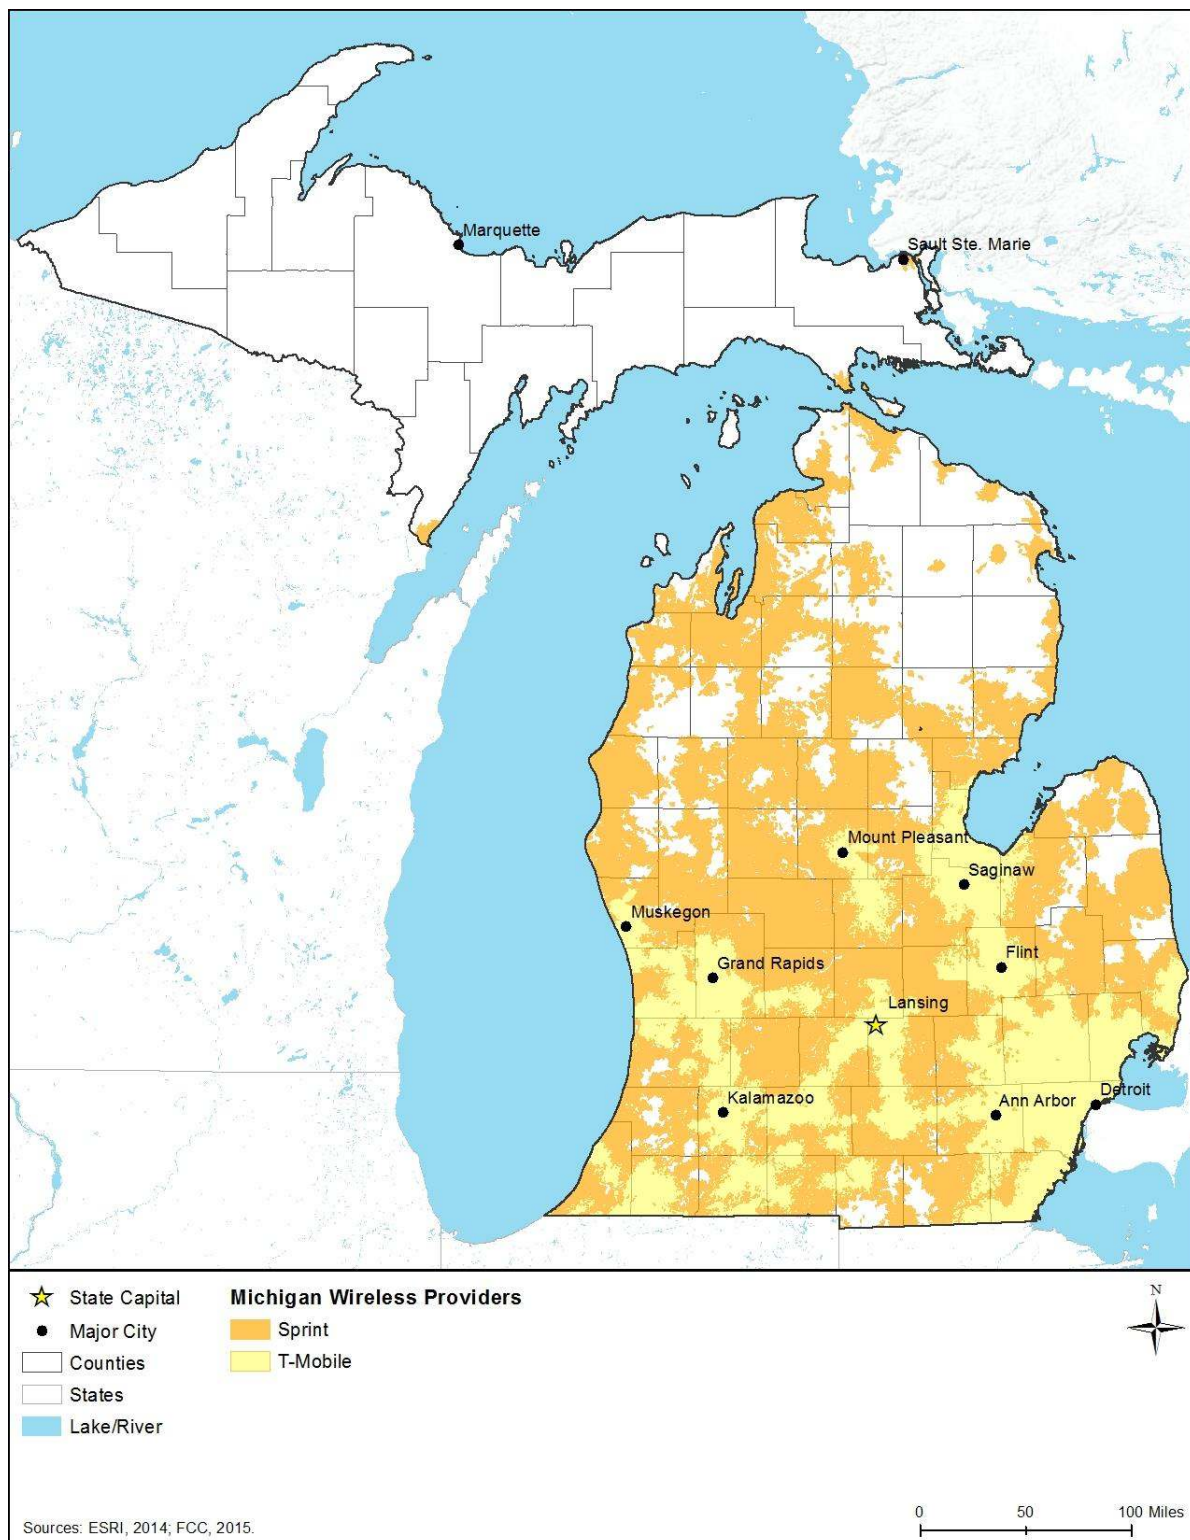 Marquette
Sault Ste. Marie
Mount Pleasant
Saginaw
Muskegon
Flint
Grand Rapids
Lansing
Kalamazoo
Ann Arbor
Detroit
State Capital
Major City
Counties
States
Lake/River
Michigan Wireless Providers
Sprint
T-Mobile
N
0 50 100 Miles
Sources: ESRI, 2014; FCC, 2015.